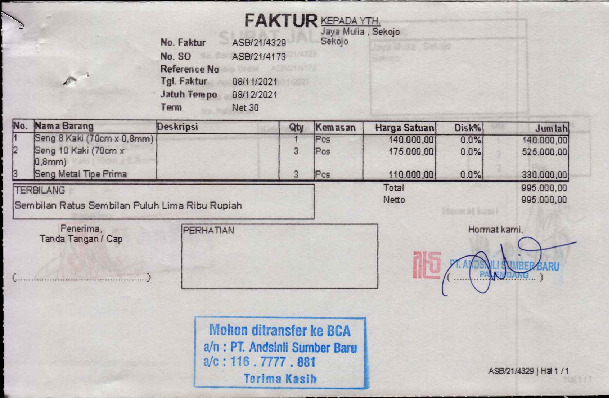 FAKTUR
KEPADA YTH.
Jaya Mulia , Sekojo
Sekojo
No. Faktur ASB/21/4329
No. SO ASB/21/4173
Reference No
Tgl. Faktur 08/11/2021
Jatuh Tempo 08/12/2021
Term Net 30
No. Nama Barang Deskripsi Qty Kemasan Harga Satuan Disk% Jumlah
1 Seng 8 Kaki (70cm x 0,8mm) 1 Pcs 140.000,00 0.0% 140.000,00
2 Seng 10 Kaki (70cm x 3 Pcs 175.000,00 0.0% 525.000,00
0,8mm)
3 Seng Metal Tipe Prima 3 Pcs 110.000,00 0.0% 330.000,00
TERBILANG
Total 995.000,00
Netto 995.000,00
Sembilan Ratus Sembilan Puluh Lima Ribu Rupiah
Penerima,
Tanda Tangan / Cap
PERHATIAN
Hormat kami,
PT. ANDSINLI SUMBER BARU
PALEMBANG
(..............................)
(..............................)
Mohon ditransfer ke BCA
a/n : PT. Andsinli Sumber Baru
a/c : 116 . 7777 . 881
Terima Kasih
ASB/21/4329 | Hal 1 / 1